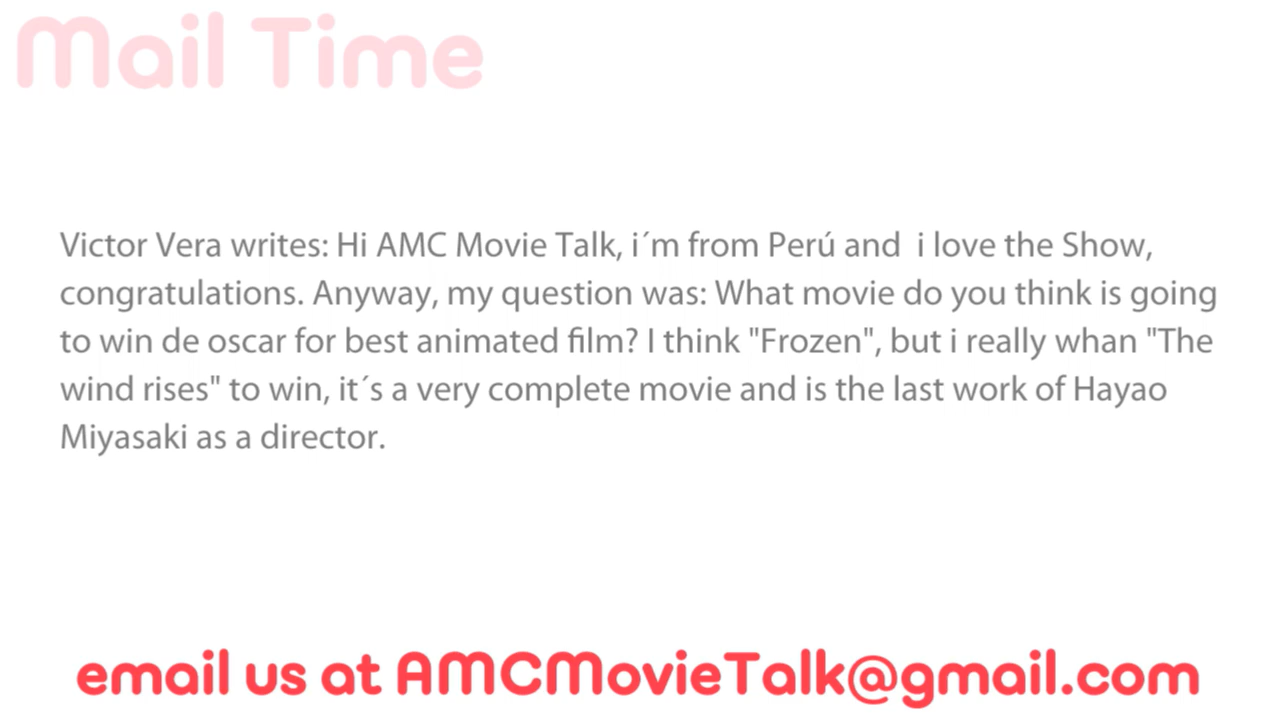 Mail Time
Victor Vera writes: Hi AMC Movie Talk, i´m from Perú and  i love the Show,
congratulations. Anyway, my question was: What movie do you think is going
to win de oscar for best animated film? I think "Frozen", but i really whan "The
wind rises" to win, it´s a very complete movie and is the last work of Hayao
Miyasaki as a director.
email us at AMCMovieTalk@gmail.com